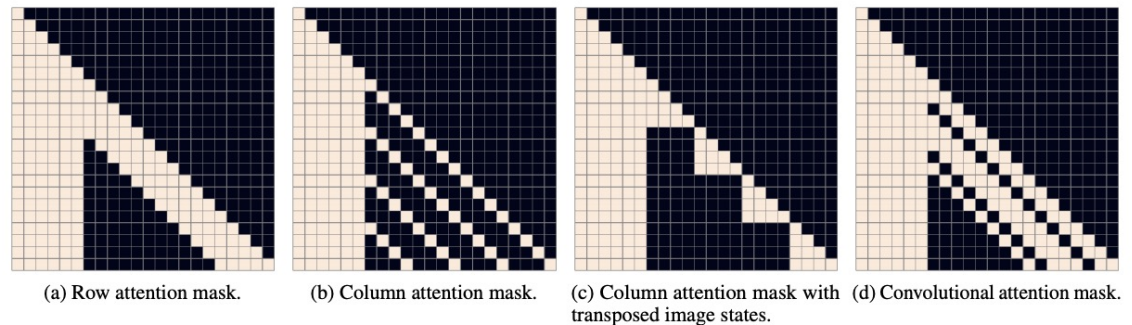 (a) Row attention mask.
(b) Column attention mask.
(c) Column attention mask with
transposed image states.
(d) Convolutional attention mask.